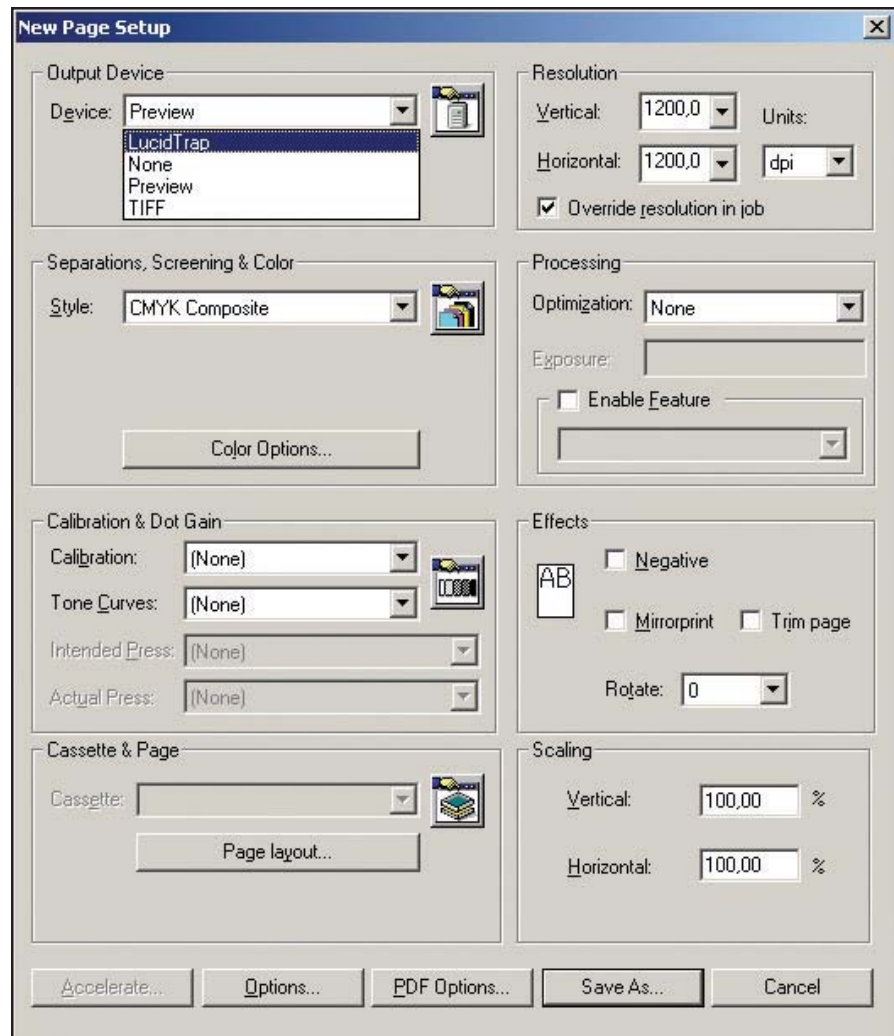 New Page Setup
Output Device
Device: Preview
LucidTrap
None
Preview
TIFF
Resolution
Vertical: 1200,0 Units:
Horizontal: 1200,0 dpi
Override resolution in job
Separations, Screening & Color
Style: CMYK Composite
Color Options...
Processing
Optimization: None
Exposure:
Enable Feature
Calibration & Dot Gain
Calibration: (None)
Tone Curves: (None)
Intended Press: (None)
Actual Press: (None)
Effects
AB
Negative
Mirrorprint Trim page
Rotate: 0
Cassette & Page
Cassette:
Page layout...
Scaling
Vertical: 100,00 %
Horizontal: 100,00 %
Accelerate... Options... PDF Options... Save As... Cancel